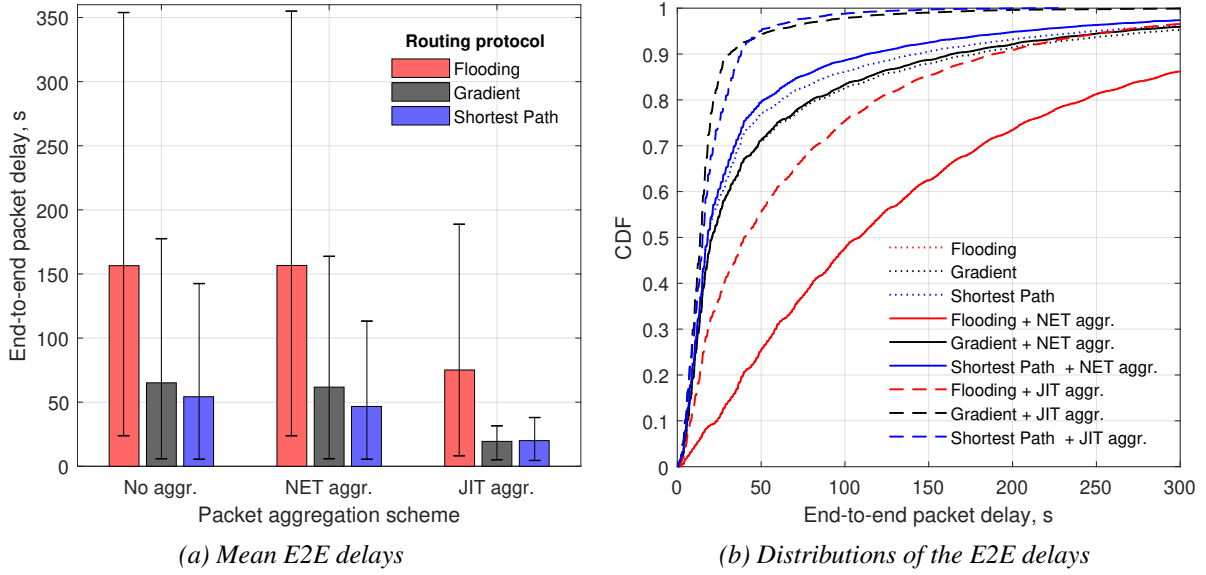 350
300
250
200
150
100
50
0
End-to-end packet delay, s
Routing protocol
Flooding
Gradient
Shortest Path
No aggr.
NET aggr.
JIT aggr.
Packet aggregation scheme
(a) Mean E2E delays
1
0.9
0.8
0.7
0.6
0.5
0.4
0.3
0.2
0.1
0
CDF
Flooding
Gradient
Shortest Path
Flooding + NET aggr.
Gradient + NET aggr.
Shortest Path + NET aggr.
Flooding + JIT aggr.
Gradient + JIT aggr.
Shortest Path + JIT aggr.
0 50 100 150 200 250 300
End-to-end packet delay, s
(b) Distributions of the E2E delays